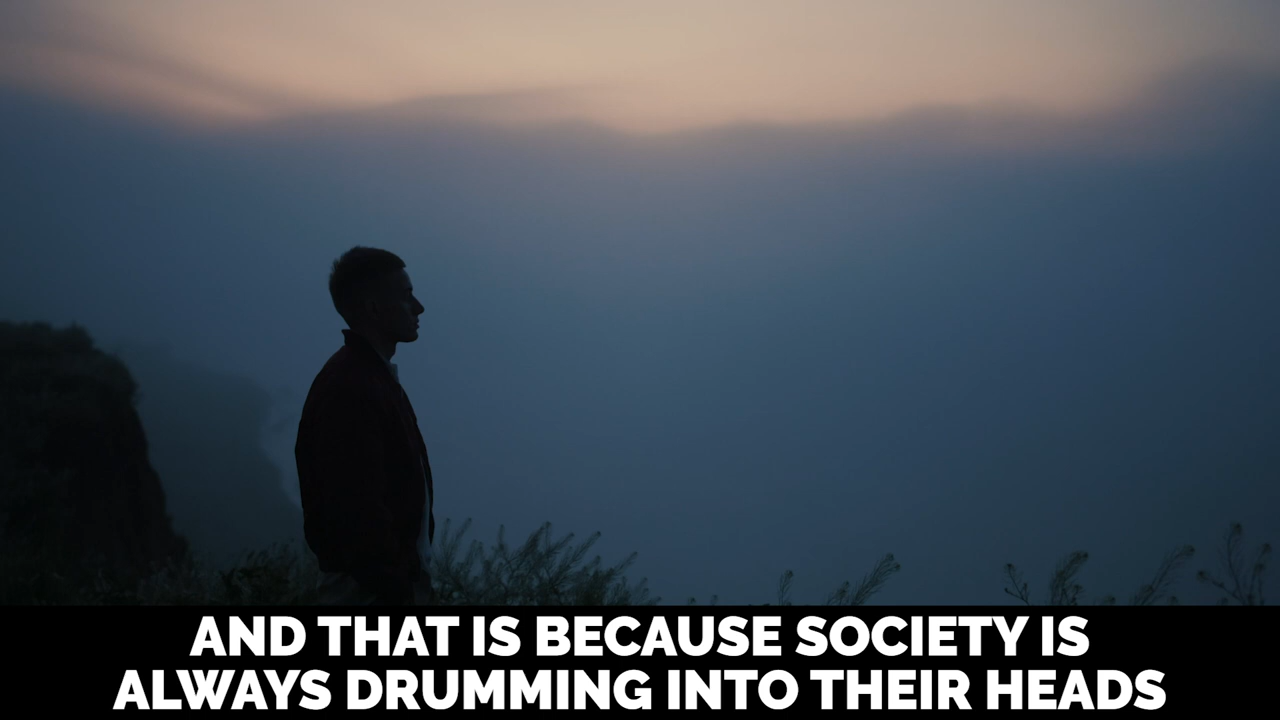 AND THAT IS BECAUSE SOCIETY IS
ALWAYS DRUMMING INTO THEIR HEADS